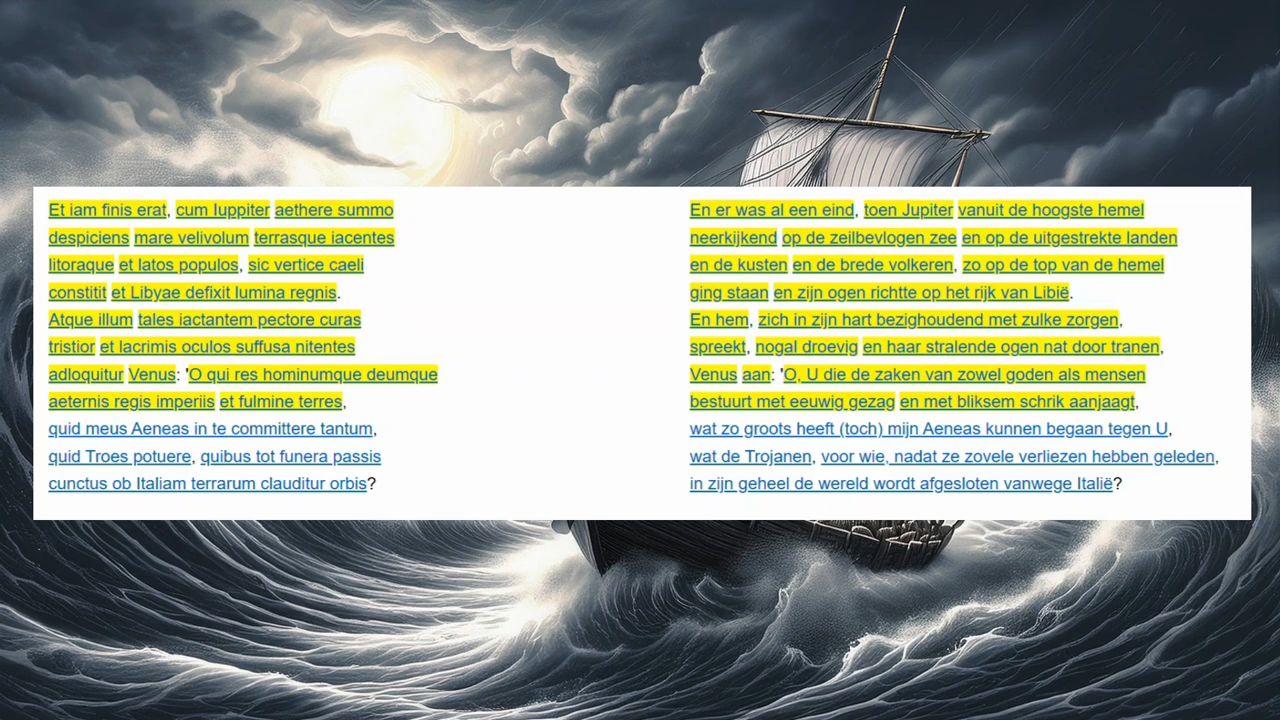 Et iam finis erat, cum Iuppiter aethere summo
despiciens mare velivolum terrasque iacentes
litoraque et latos populos, sic vertice caeli
constitit et Libyae defixit lumina regnis.
Atque illum tales iactantem pectore curas
tristior et lacrimis oculos suffusa nitentes
adloquitur Venus: 'O qui res hominumque deumque
aeternis regis imperiis et fulmine terres,
quid meus Aeneas in te committere tantum,
quid Troes potuere, quibus tot funera passis
cunctus ob Italiam terrarum clauditur orbis?
En er was al een eind, toen Jupiter vanuit de hoogste hemel
neerkijkend op de zeilbevlogen zee en op de uitgestrekte landen
en de kusten en de brede volkeren, zo op de top van de hemel
ging staan en zijn ogen richtte op het rijk van Libië.
En hem, zich in zijn hart bezighoudend met zulke zorgen,
spreekt, nogal droevig en haar stralende ogen nat door tranen,
Venus aan: 'O, U die de zaken van zowel goden als mensen
bestuurt met eeuwig gezag en met bliksem schrik aanjaagt,
wat zo groots heeft (toch) mijn Aeneas kunnen begaan tegen U,
wat de Trojanen, voor wie, nadat ze zovele verliezen hebben geleden,
in zijn geheel de wereld wordt afgesloten vanwege Italië?